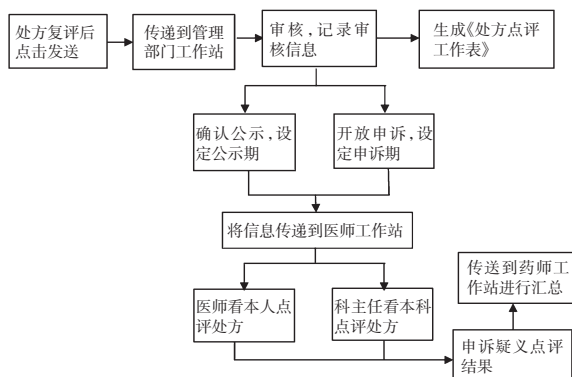 处方复评后
点击发送
传递到管理
部门工作站
审核,记录审
核信息
生成《处方点评
工作表》
确认公示,设
定公示期
开放申诉,设
定申诉期
将信息传递到医师工作站
医师看本人点
评处方
科主任看本科
点评处方
传送到药师工
作站进行汇总
申诉疑义点评
结果